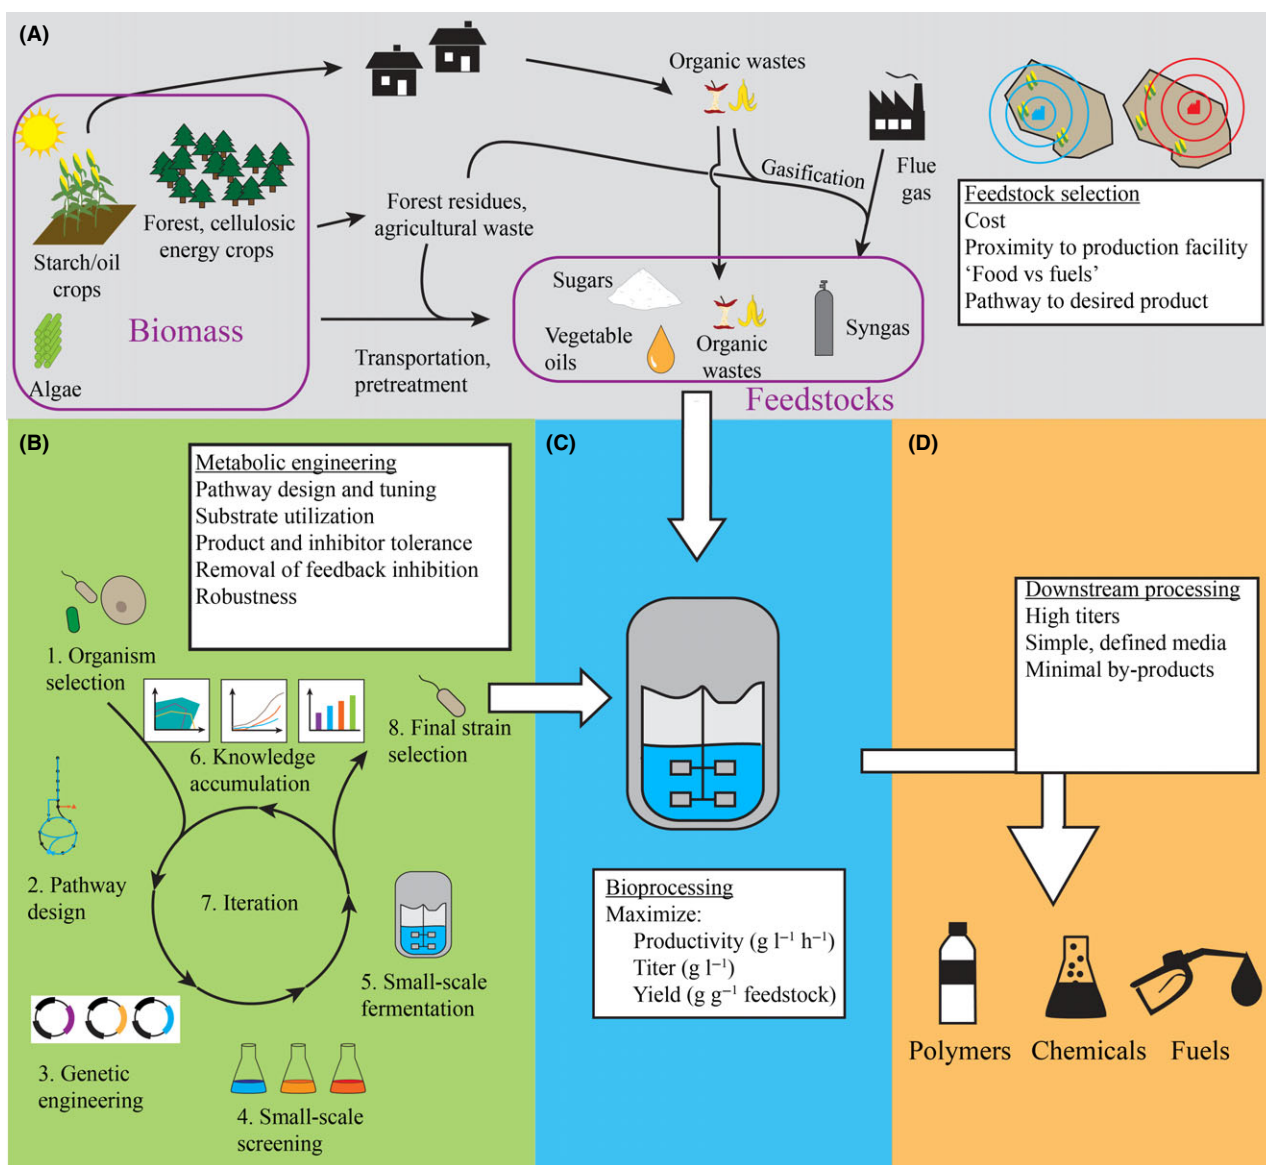 (A)
Organic wastes
Gasification
Flue
gas
Forest, cellulosic
energy crops
Starch/oil
crops
Biomass
Algae
Forest residues,
agricultural waste
Transportation,
pretreatment
Sugars
Vegetable
oils
Organic
wastes
Syngas
Feedstocks
Feedstock selection
Cost
Proximity to production facility
‘Food vs fuels’
Pathway to desired product
(B)
Metabolic engineering
Pathway design and tuning
Substrate utilization
Product and inhibitor tolerance
Removal of feedback inhibition
Robustness
1. Organism
selection
2. Pathway
design
3. Genetic
engineering
4. Small-scale
screening
5. Small-scale
fermentation
6. Knowledge
accumulation
7. Iteration
8. Final strain
selection
(C)
Bioprocessing
Maximize:
Productivity (g l⁻¹ h⁻¹)
Titer (g l⁻¹)
Yield (g g⁻¹ feedstock)
(D)
Downstream processing
High titers
Simple, defined media
Minimal by-products
Polymers
Chemicals
Fuels